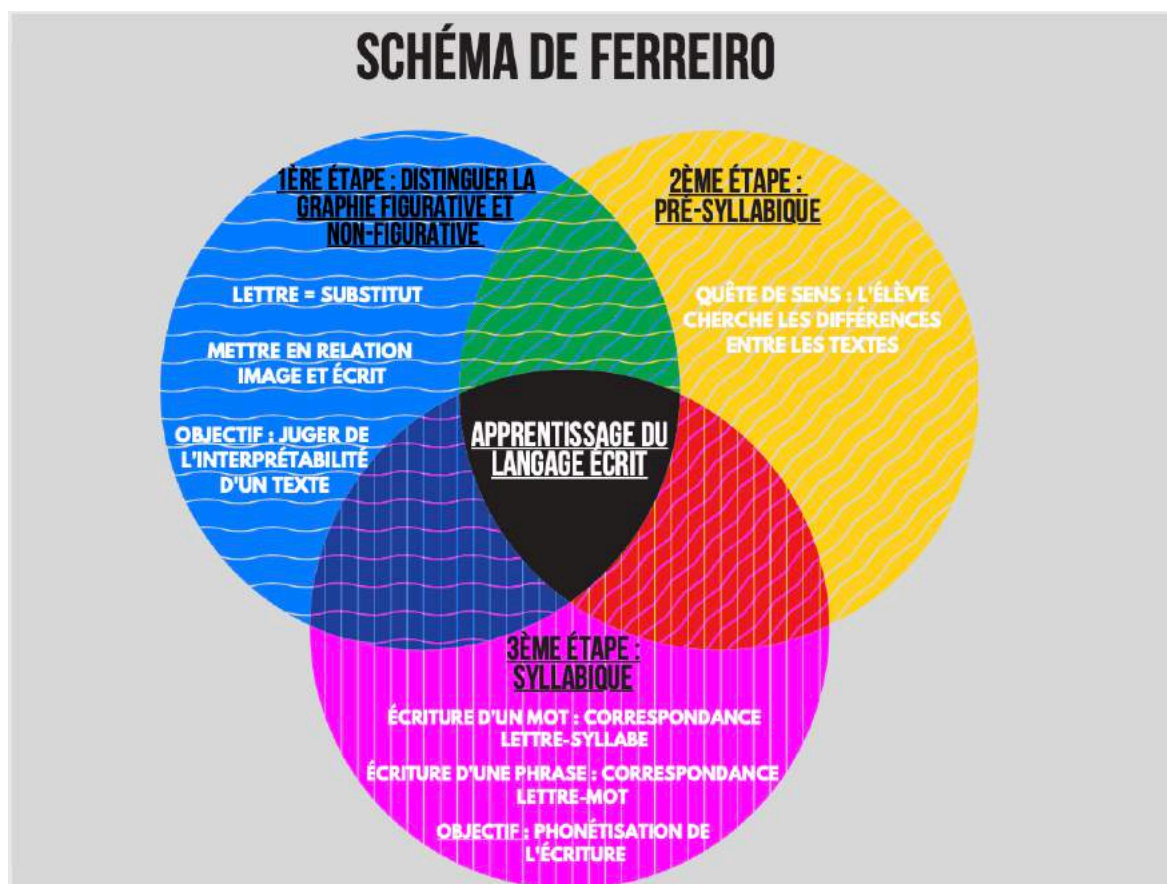 SCHÉMA DE FERREIRO
1ÈRE ÉTAPE : DISTINGUER LA
GRAPHIE FIGURATIVE ET
NON-FIGURATIVE
LETTRE = SUBSTITUT
METTRE EN RELATION
IMAGE ET ÉCRIT
OBJECTIF : JUGER DE
L'INTERPRÉTABILITÉ
D'UN TEXTE
2ÈME ÉTAPE :
PRÉ-SYLLABIQUE
QUÊTE DE SENS : L'ÉLÈVE
CHERCHE LES DIFFÉRENCES
ENTRE LES TEXTES
APPRENTISSAGE DU
LANGAGE ÉCRIT
3ÈME ÉTAPE :
SYLLABIQUE
ÉCRITURE D'UN MOT : CORRESPONDANCE
LETTRE-SYLLABE
ÉCRITURE D'UNE PHRASE : CORRESPONDANCE
LETTRE-MOT
OBJECTIF : PHONÉTISATION DE
L'ÉCRITURE